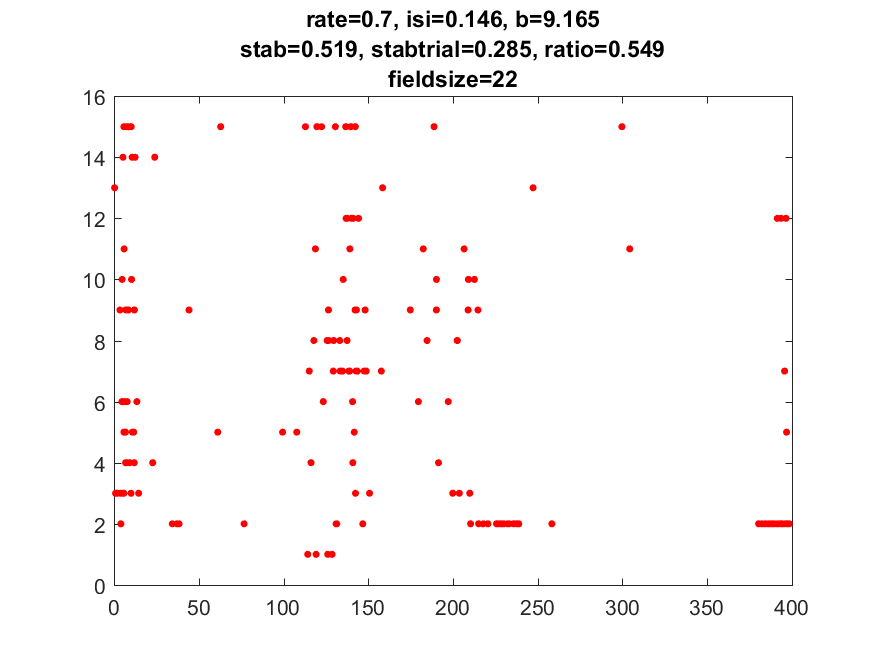 rate=0.7, isi=0.146, b=9.165
stab=0.519, stabtrial=0.285, ratio=0.549
fieldsize=22
16
14
12
10
8
6
4
2
0
0 50 100 150 200 250 300 350 400